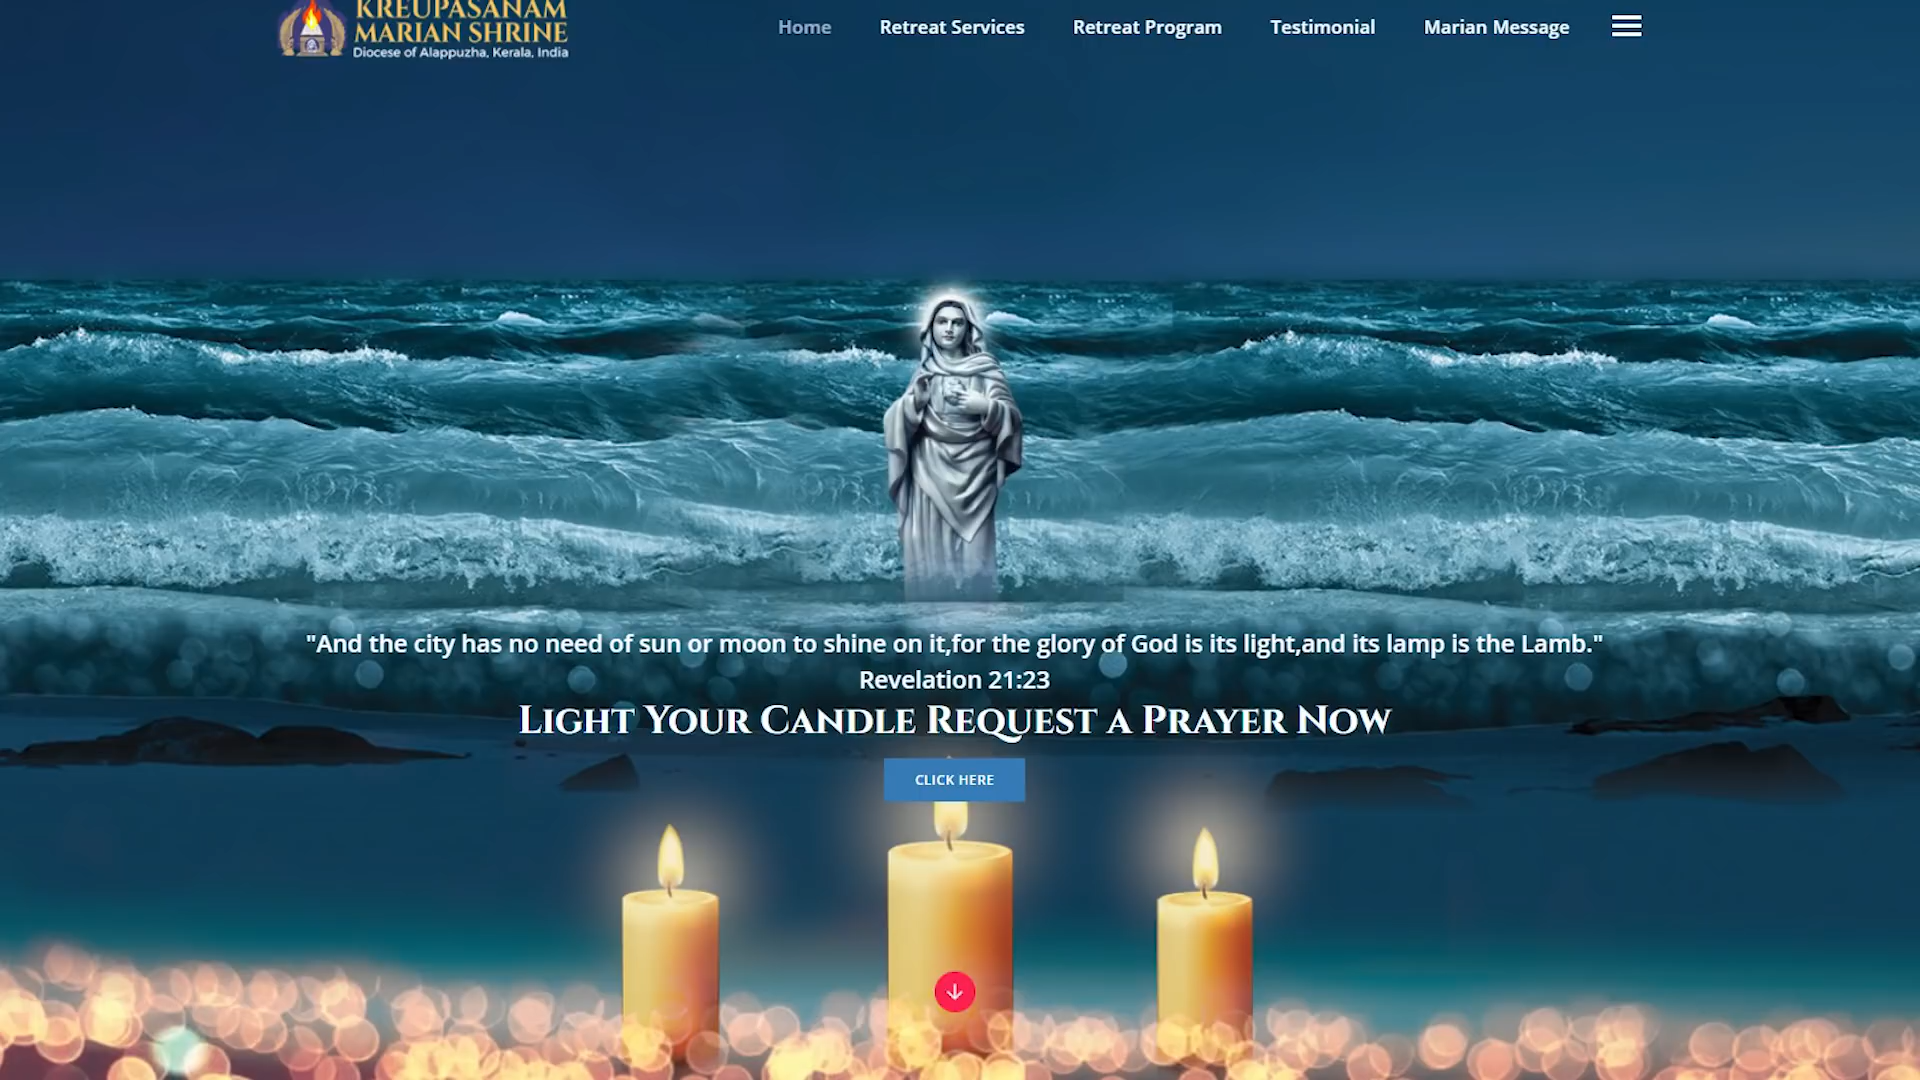 KREUPASANAM
MARIAN SHRINE
Diocese of Alappuzha, Kerala, India
Home
Retreat Services
Retreat Program
Testimonial
Marian Message
"And the city has no need of sun or moon to shine on it,for the glory of God is its light,and its lamp is the Lamb."
Revelation 21:23
Light Your Candle Request a Prayer Now
CLICK HERE